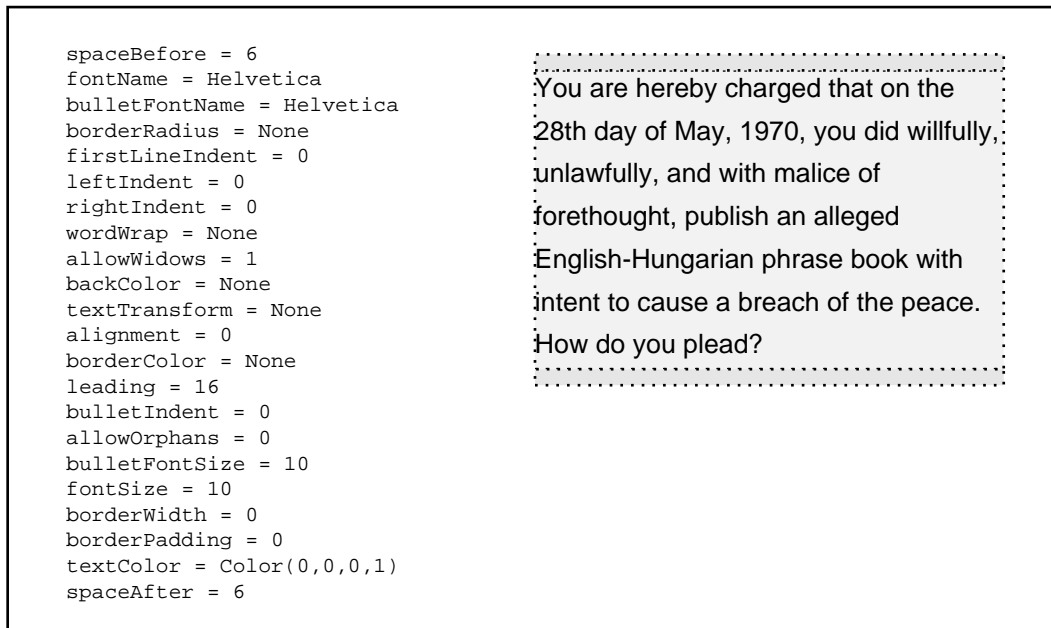 spaceBefore = 6
fontName = Helvetica
bulletFontName = Helvetica
borderRadius = None
firstLineIndent = 0
leftIndent = 0
rightIndent = 0
wordWrap = None
allowWidows = 1
backColor = None
textTransform = None
alignment = 0
borderColor = None
leading = 16
bulletIndent = 0
allowOrphans = 0
bulletFontSize = 10
fontSize = 10
borderWidth = 0
borderPadding = 0
textColor = Color(0,0,0,1)
spaceAfter = 6
You are hereby charged that on the
28th day of May, 1970, you did willfully,
unlawfully, and with malice of
forethought, publish an alleged
English-Hungarian phrase book with
intent to cause a breach of the peace.
How do you plead?